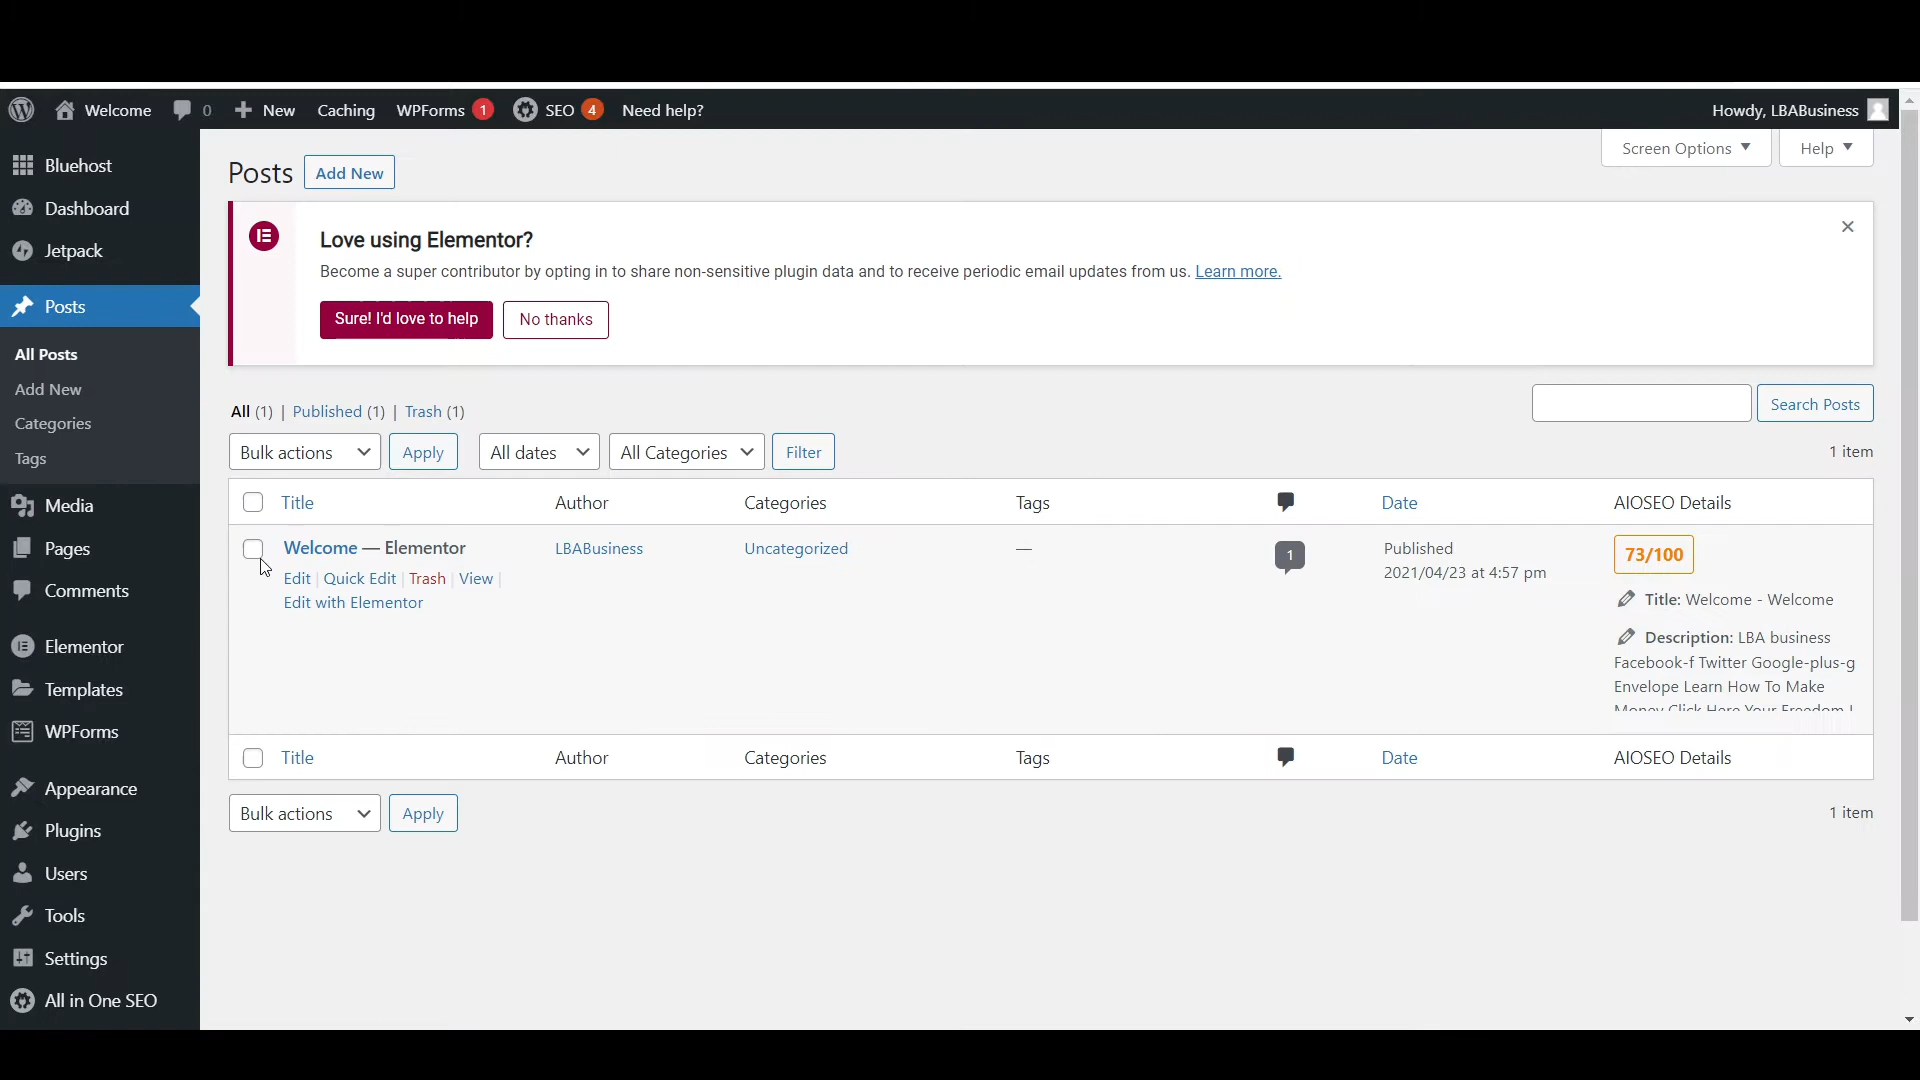 Welcome 0 New Caching WPForms 1 SEO 4 Need help? Howdy, LBABusiness
Screen Options Help
Bluehost
Dashboard
Jetpack
Posts
All Posts
Add New
Categories
Tags
Media
Pages
Comments
Elementor
Templates
WPForms
Appearance
Plugins
Users
Tools
Settings
All in One SEO
Posts Add New
Love using Elementor?
Become a super contributor by opting in to share non-sensitive plugin data and to receive periodic email updates from us. Learn more.
Sure! I'd love to help No thanks
All (1) | Published (1) | Trash (1)
Search Posts
Bulk actions Apply All dates All Categories Filter 1 item
Title Author Categories Tags Date AIOSEO Details
Welcome — Elementor LBABusiness Uncategorized — 1 Published 73/100
2021/04/23 at 4:57 pm
Edit | Quick Edit | Trash | View |
Edit with Elementor
Title: Welcome - Welcome
Description: LBA business
Facebook-f Twitter Google-plus-g
Envelope Learn How To Make
Money Click Here Your Freedom I
Title Author Categories Tags Date AIOSEO Details
Bulk actions Apply 1 item